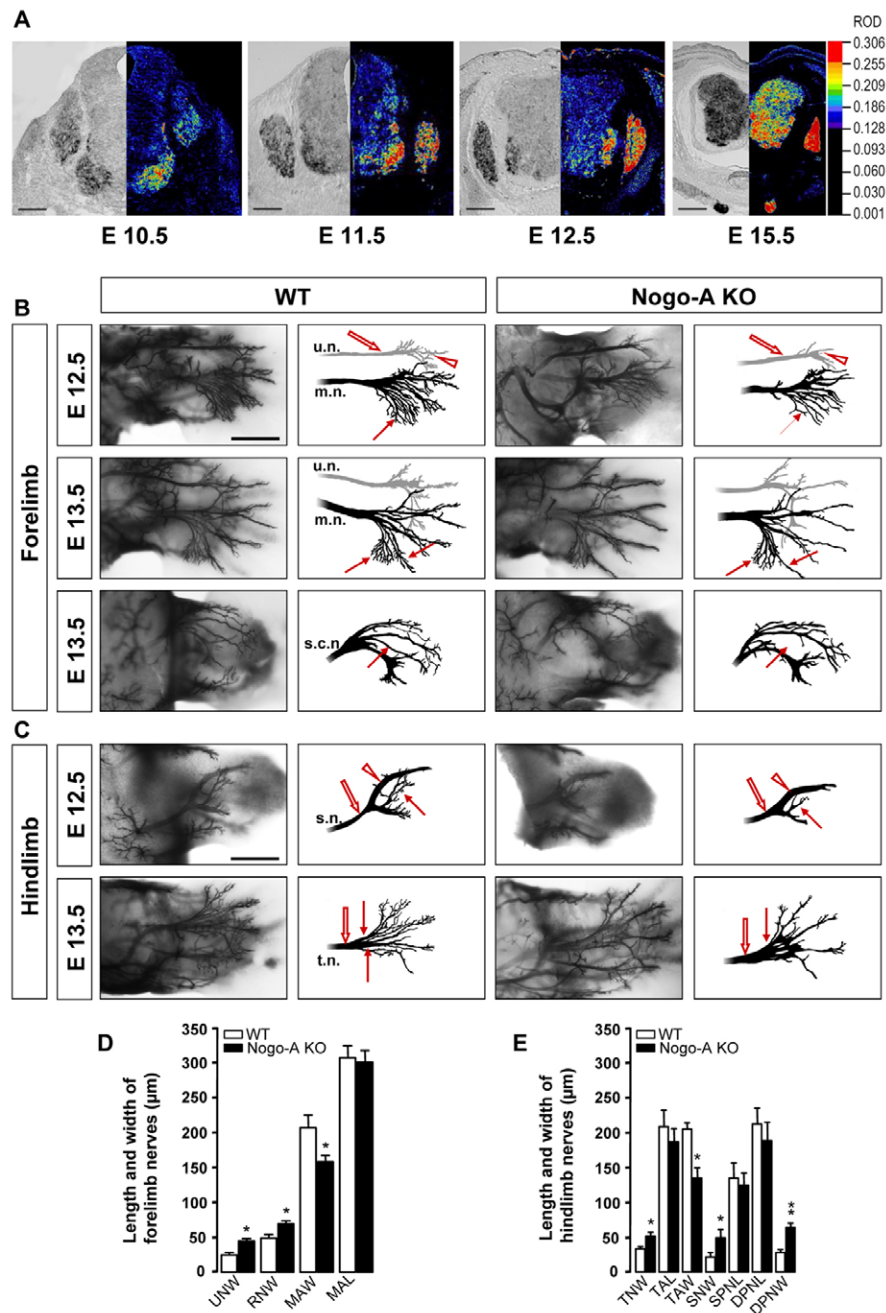 A
ROD
0.306
0.255
0.209
0.186
0.128
0.093
0.060
0.030
0.001
E 10.5
E 11.5
E 12.5
E 15.5
B
WT
Nogo-A KO
Forelimb
E 12.5
u.n.
m.n.
E 13.5
u.n.
m.n.
E 13.5
s.c.n.
C
Hindlimb
E 12.5
s.n.
E 13.5
t.n.
D
WT
Nogo-A KO
Length and width of
forelimb nerves (µm)
350
300
250
200
150
100
50
0
*
*
*
UNW
RNW
MAW
MAL
E
WT
Nogo-A KO
Length and width of
hindlimb nerves (µm)
350
300
250
200
150
100
50
0
*
*
*
**
TNW
TAL
TAW
SNW
SPNL
DPNL
DPNW